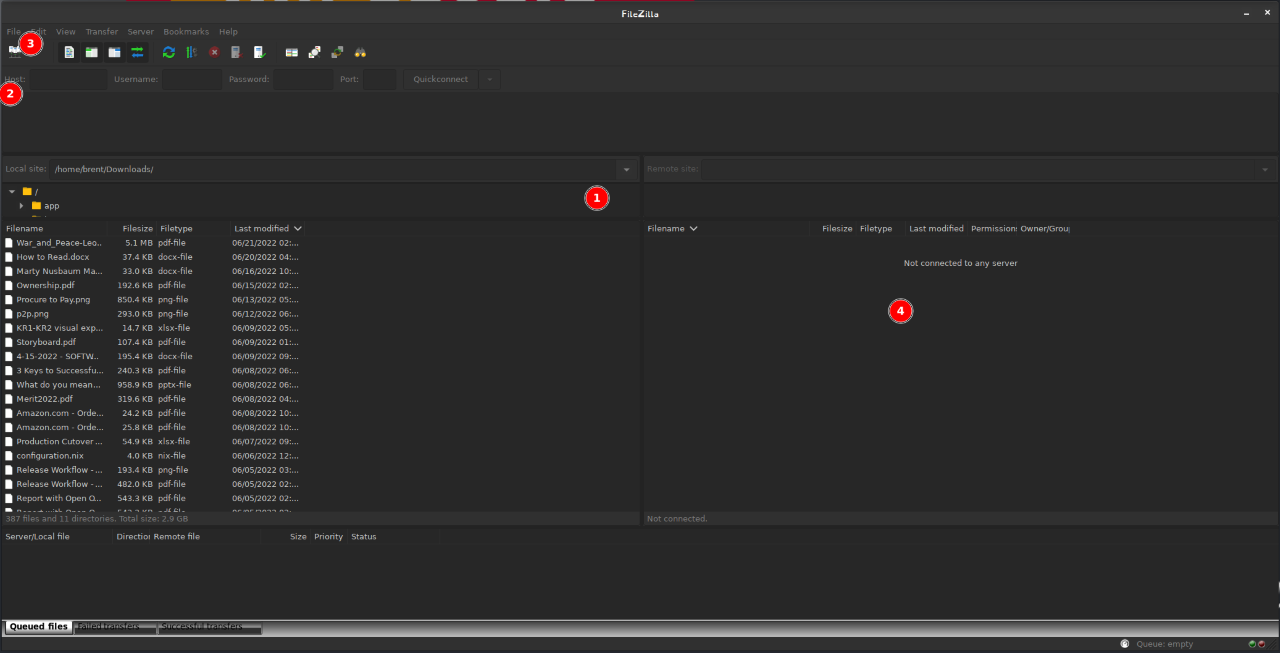 FileZilla
File Edit View Transfer Server Bookmarks Help
3
Host: Username: Password: Port: Quickconnect
2
Local site: /home/brent/Downloads/ Remote site:
/
1
app
Filename Filesize Filetype Last modified Filename Filesize Filetype Last modified Permission Owner/Grou
War_and_Peace-Leo... 5.1 MB pdf-file 06/21/2022 02:...
How to Read.docx 37.4 KB docx-file 06/20/2022 04:...
Not connected to any server
Marty Nusbaum Ma... 33.0 KB docx-file 06/16/2022 10:...
Ownership.pdf 192.6 KB pdf-file 06/15/2022 02:...
Procure to Pay.png 850.4 KB png-file 06/13/2022 05:...
4
p2p.png 293.0 KB png-file 06/12/2022 06:...
KR1-KR2 visual exp... 14.7 KB xlsx-file 06/09/2022 05:...
Storyboard.pdf 107.4 KB pdf-file 06/09/2022 01:...
4-15-2022 - SOFTW... 195.4 KB docx-file 06/09/2022 09:...
3 Keys to Successfu... 240.3 KB pdf-file 06/08/2022 06:...
What do you mean... 958.9 KB pptx-file 06/08/2022 06:...
Merit2022.pdf 319.6 KB pdf-file 06/08/2022 04:...
Amazon.com - Orde... 24.2 KB pdf-file 06/08/2022 10:...
Amazon.com - Orde... 25.8 KB pdf-file 06/08/2022 10:...
Production Cutover ... 54.9 KB xlsx-file 06/07/2022 09:...
configuration.nix 4.0 KB nix-file 06/06/2022 12:...
Release Workflow - ... 193.4 KB png-file 06/05/2022 03:...
Release Workflow - ... 482.0 KB pdf-file 06/05/2022 02:...
Report with Open Q... 543.3 KB pdf-file 06/05/2022 02:...
387 files and 11 directories. Total size: 2.9 GB Not connected.
Server/Local file Direction Remote file Size Priority Status
Queued files Failed transfers Successful transfers
Queue: empty